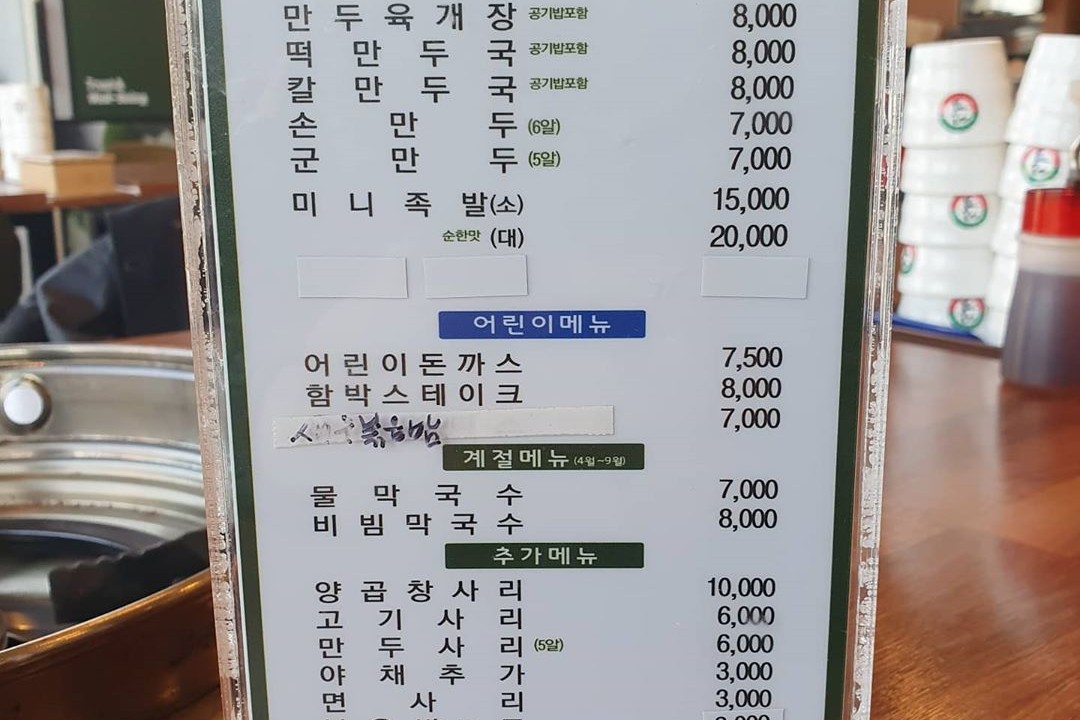 만두육개장 공기밥포함 8,000
떡만두국 공기밥포함 8,000
칼만두국 공기밥포함 8,000
손만두 (6알) 7,000
군만두 (5알) 7,000
미니족발(소) 15,000
순한맛 (대) 20,000
어린이메뉴
어린이돈까스 7,500
함박스테이크 8,000
새우볶음밥 7,000
계절메뉴 (4월~9월)
물막국수 7,000
비빔막국수 8,000
추가메뉴
양곱창사리 10,000
고기사리 6,000
만두사리 (5알) 6,000
야채추가 3,000
면사리 3,000